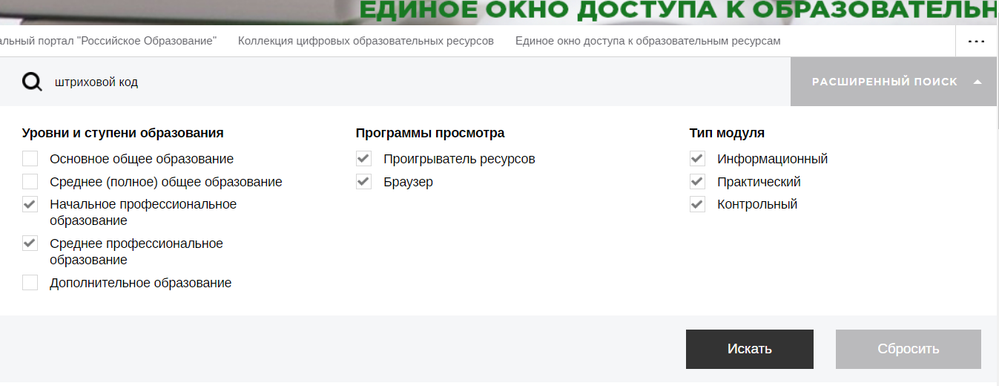 ЕДИНОЕ ОКНО ДОСТУПА К
альный портал "Российское Образование" Коллекция цифровых образовательных ресурсов Единое окно доступа к образовательным ресурсам ...
штриховой код РАСШИРЕННЫЙ ПОИСК
Уровни и ступени образования
Основное общее образование
Среднее (полное) общее образование
Начальное профессиональное
образование
Среднее профессиональное
образование
Дополнительное образование
Программы просмотра
Проигрыватель ресурсов
Браузер
Тип модуля
Информационный
Практический
Контрольный
Искать Сбросить